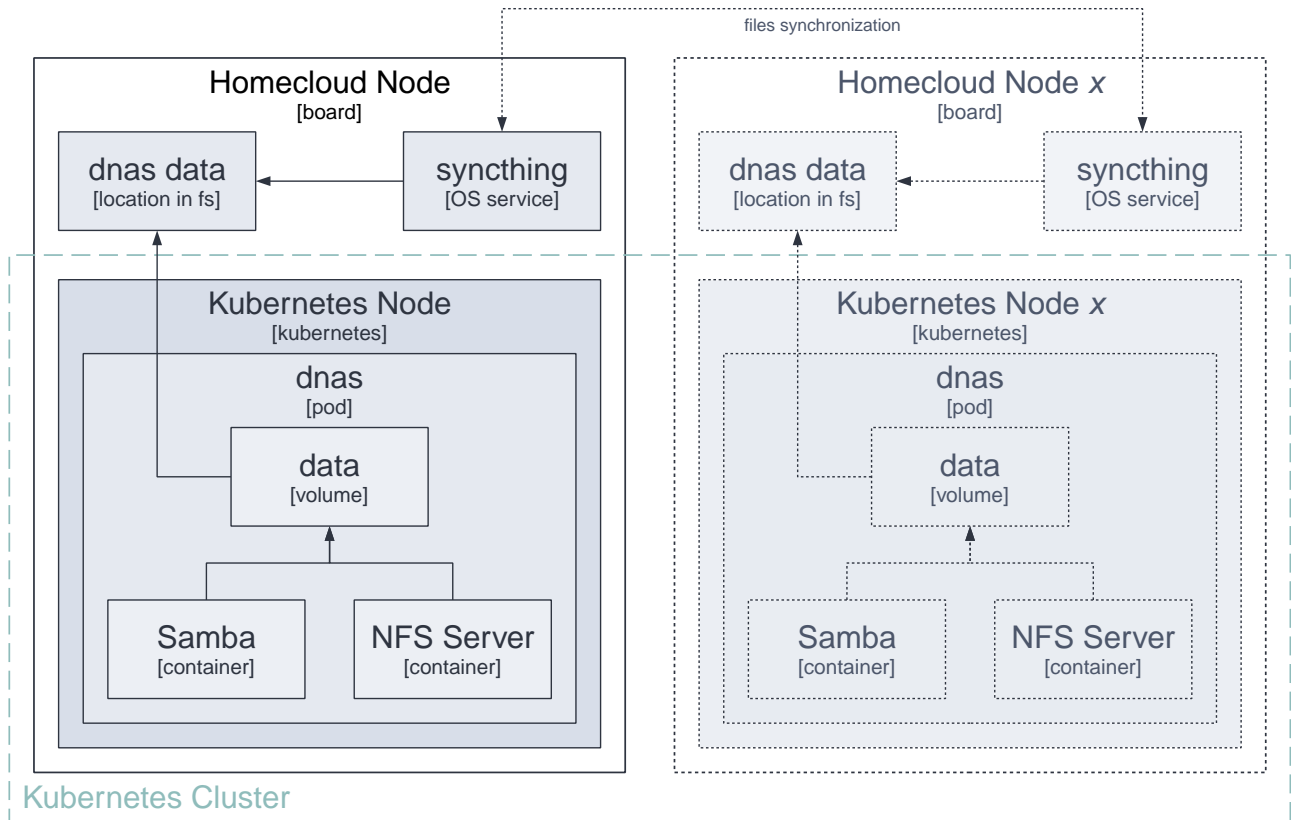 files synchronization
Homecloud Node
[board]
dnas data
[location in fs]
syncthing
[OS service]
Kubernetes Node
[kubernetes]
dnas
[pod]
data
[volume]
Samba
[container]
NFS Server
[container]
Homecloud Node x
[board]
dnas data
[location in fs]
syncthing
[OS service]
Kubernetes Node x
[kubernetes]
dnas
[pod]
data
[volume]
Samba
[container]
NFS Server
[container]
Kubernetes Cluster